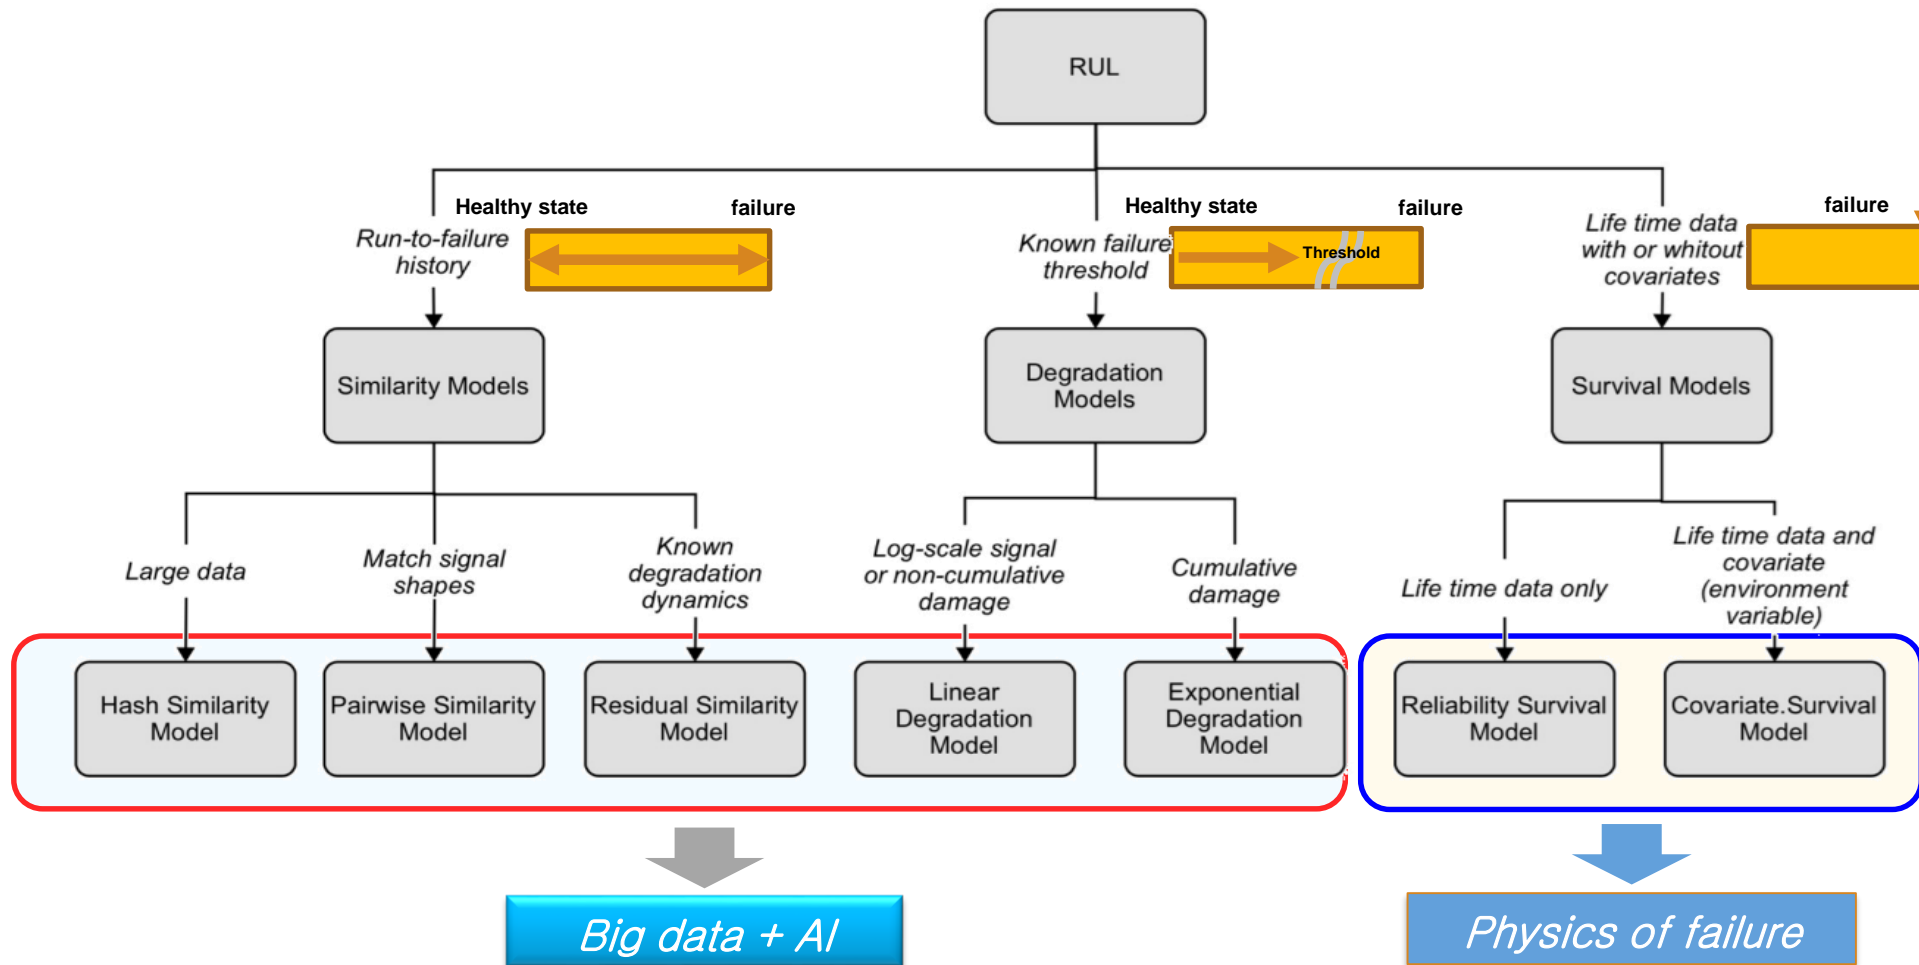 RUL
Healthy state
failure
Run-to-failure
history
Healthy state
failure
Known failure
threshold
Threshold
failure
Life time data
with or whitout
covariates
Similarity Models
Degradation
Models
Survival Models
Large data
Match signal
shapes
Known
degradation
dynamics
Log-scale signal
or non-cumulative
damage
Cumulative
damage
Life time data only
Life time data and
covariate
(environment
variable)
Hash Similarity
Model
Pairwise Similarity
Model
Residual Similarity
Model
Linear
Degradation
Model
Exponential
Degradation
Model
Reliability Survival
Model
Covariate.Survival
Model
Big data + AI
Physics of failure